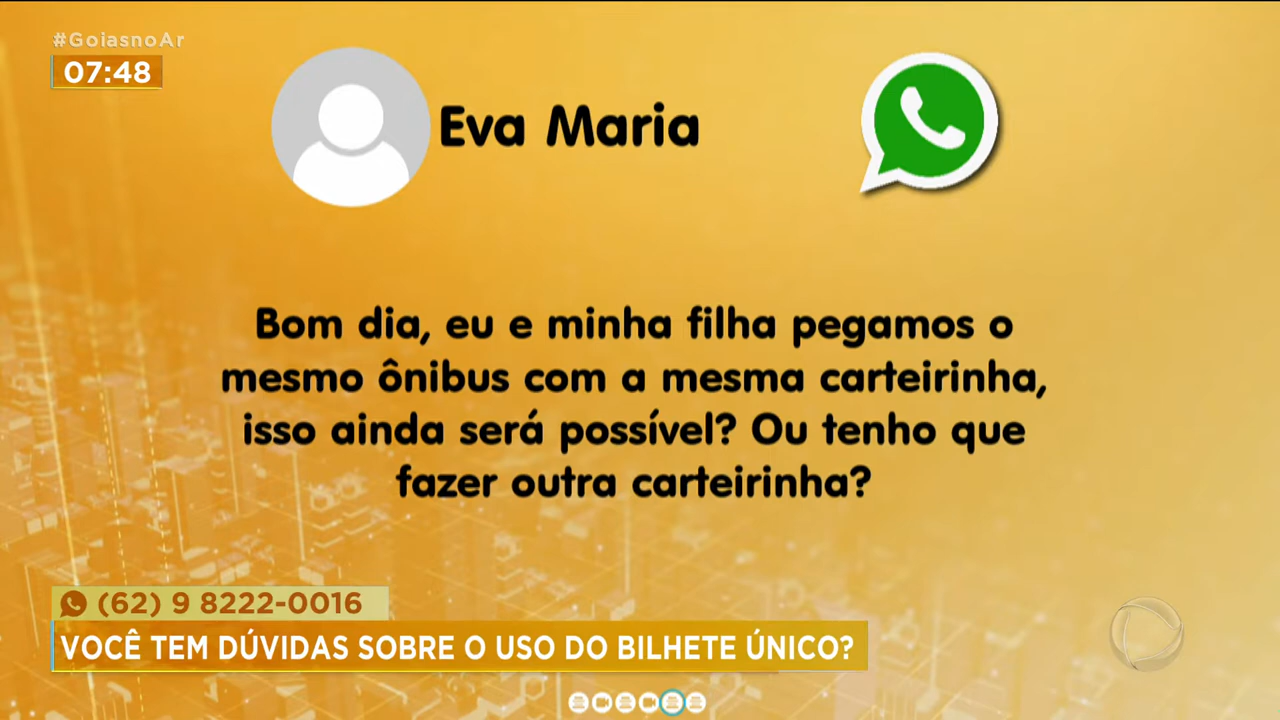 #GoiasnoAr
07:48
Eva Maria
Bom dia, eu e minha filha pegamos o
mesmo ônibus com a mesma carteirinha,
isso ainda será possível? Ou tenho que
fazer outra carteirinha?
(62) 9 8222-0016
VOCÊ TEM DÚVIDAS SOBRE O USO DO BILHETE ÚNICO?